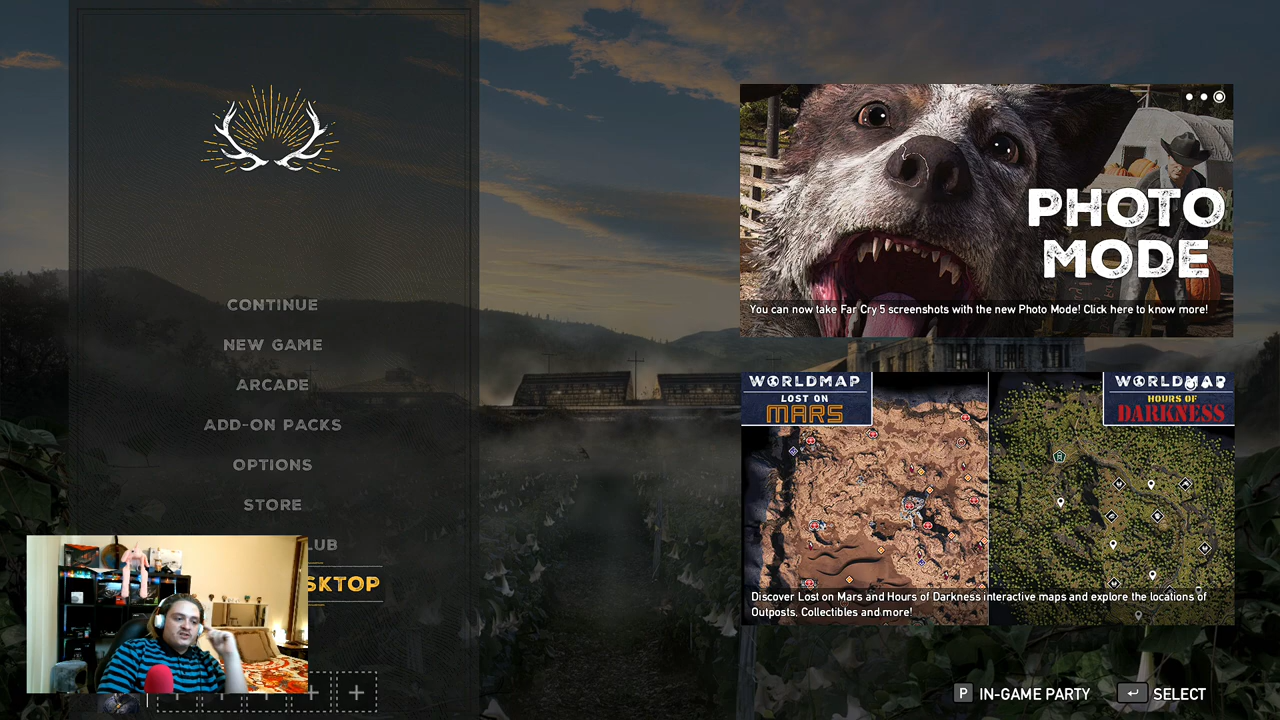 CONTINUE
NEW GAME
ARCADE
ADD-ON PACKS
OPTIONS
STORE
LUB
SKTOP
PHOTO
MODE
You can now take Far Cry 5 screenshots with the new Photo Mode! Click here to know more!
WORLDMAP
LOST ON
MARS
WORLDMAP
HOURS OF
DARKNESS
Discover Lost on Mars and Hours of Darkness interactive maps and explore the locations of
Outposts, Collectibles and more!
P IN-GAME PARTY
SELECT